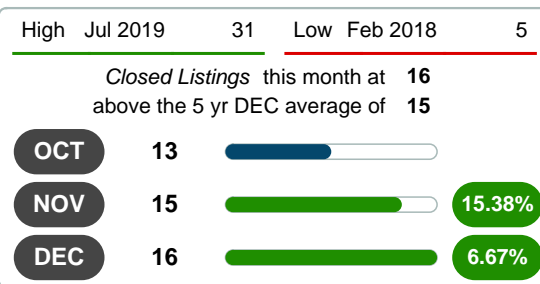 High Jul 2019 31 Low Feb 2018 5
Closed Listings this month at 16
above the 5 yr DEC average of 15
OCT 13
NOV 15 15.38%
DEC 16 6.67%